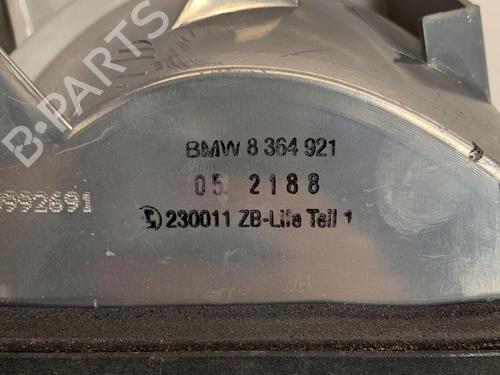 B-PARTS
BMW 8 364 921
05 2188
992691
230011 ZB-Life Teil 1